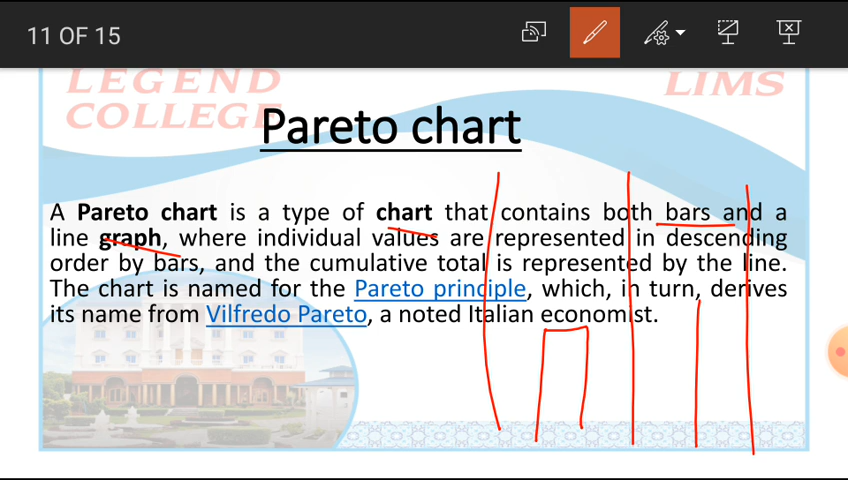 11 OF 15
LEGEND
COLLEGE
LIMS
Pareto chart
A Pareto chart is a type of chart that contains both bars and a
line graph, where individual values are represented in descending
order by bars, and the cumulative total is represented by the line.
The chart is named for the Pareto principle, which, in turn, derives
its name from Vilfredo Pareto, a noted Italian economist.